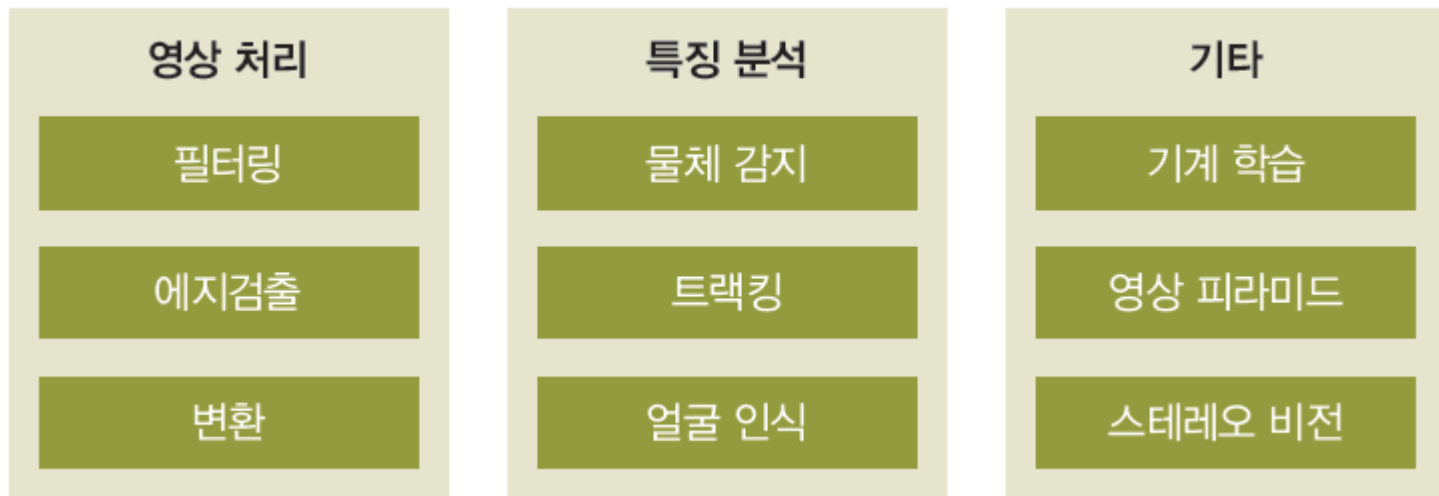 영상 처리
필터링
에지검출
변환
특징 분석
물체 감지
트랙킹
얼굴 인식
기타
기계 학습
영상 피라미드
스테레오 비전